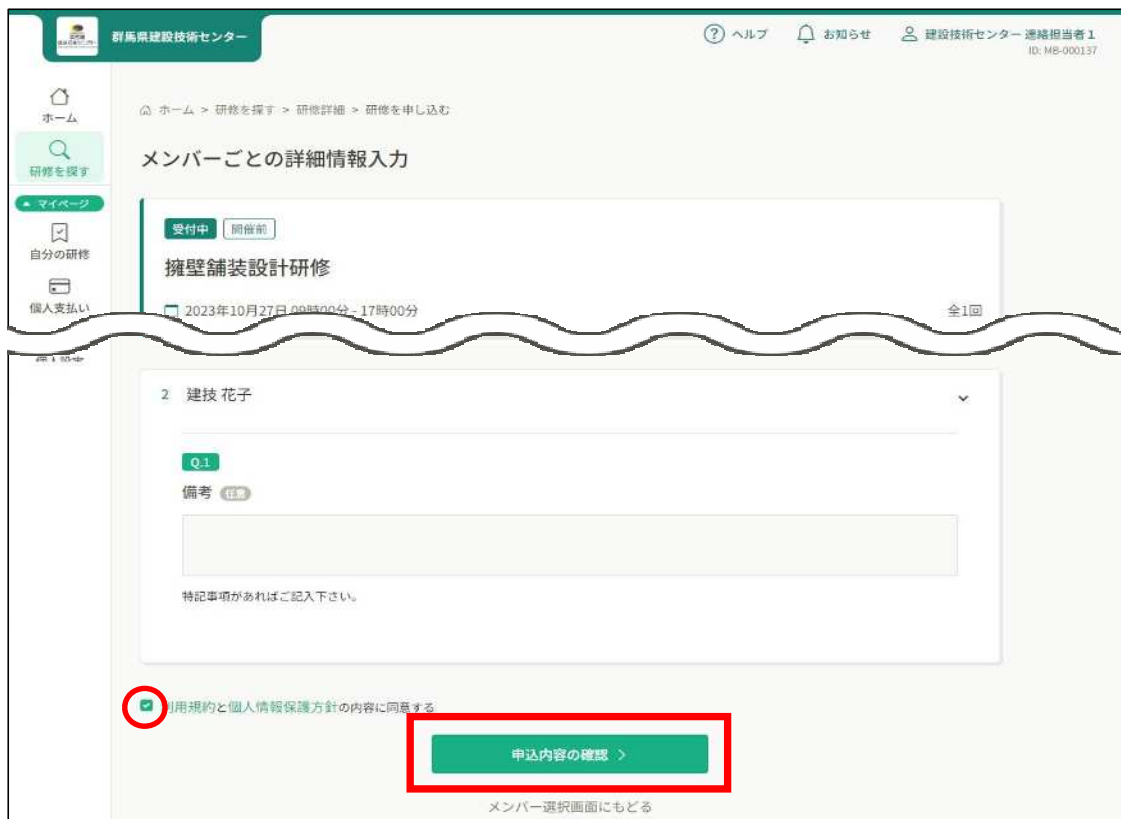 群馬県建設技術センター
ヘルプ
お知らせ
建設技術センター 連絡担当者1
ID: MB-000137
ホーム
研修を探す
マイページ
自分の研修
個人支払い
ホーム > 研修を探す > 研修詳細 > 研修を申し込む
メンバーごとの詳細情報入力
受付中 開催前
擁壁舗装設計研修
2023年10月27日 09時00分 - 17時00分
全1回
2 建技 花子
Q.1
備考 任意
特記事項があればご記入下さい。
利用規約と個人情報保護方針の内容に同意する
申込内容の確認 >
メンバー選択画面にもどる